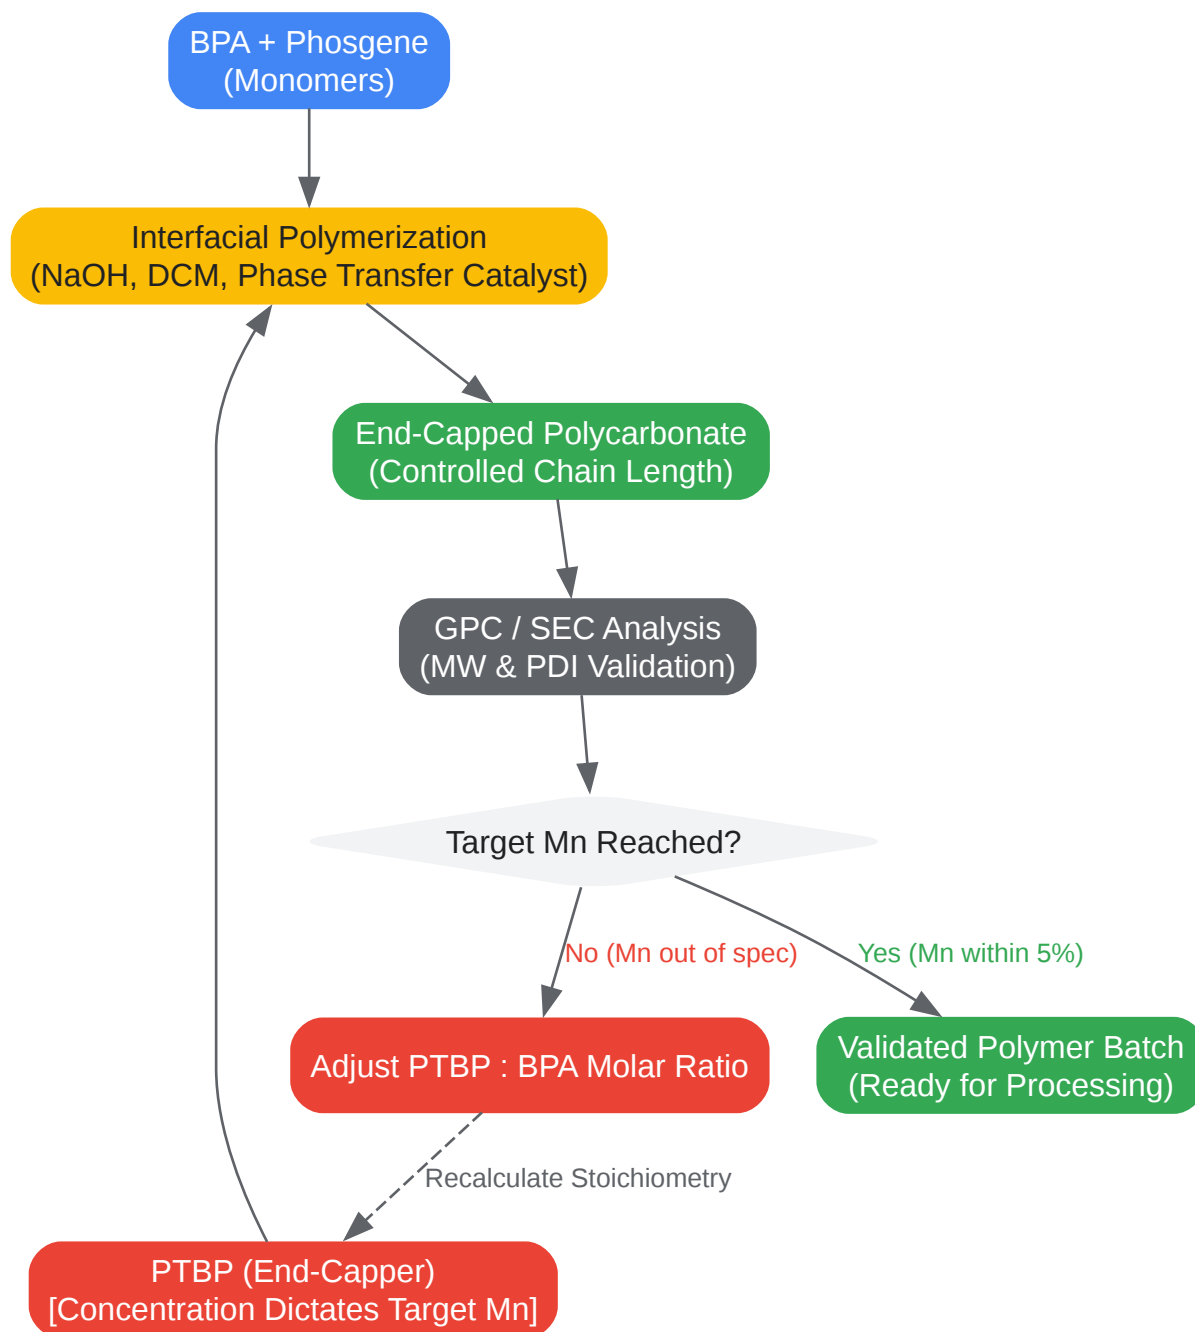 BPA + Phosgene
(Monomers)
Interfacial Polymerization
(NaOH, DCM, Phase Transfer Catalyst)
End-Capped Polycarbonate
(Controlled Chain Length)
GPC / SEC Analysis
(MW & PDI Validation)
Target Mn Reached?
No (Mn out of spec)
Yes (Mn within 5%)
Adjust PTBP : BPA Molar Ratio
Validated Polymer Batch
(Ready for Processing)
Recalculate Stoichiometry
PTBP (End-Capper)
[Concentration Dictates Target Mn]